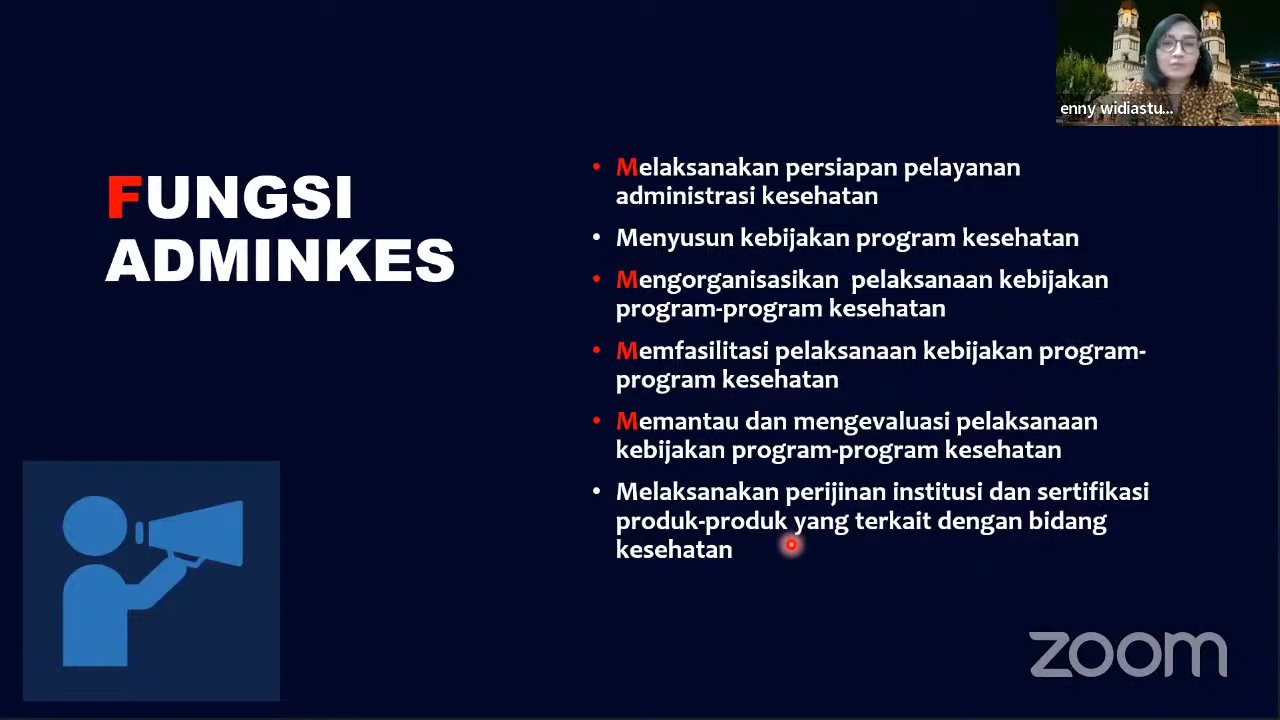 enny widiastu...
FUNGSI
ADMINKES
• Melaksanakan persiapan pelayanan
administrasi kesehatan
• Menyusun kebijakan program kesehatan
• Mengorganisasikan  pelaksanaan kebijakan
program-program kesehatan
• Memfasilitasi pelaksanaan kebijakan program-
program kesehatan
• Memantau dan mengevaluasi pelaksanaan
kebijakan program-program kesehatan
• Melaksanakan perijinan institusi dan sertifikasi
produk-produk yang terkait dengan bidang
kesehatan
zoom